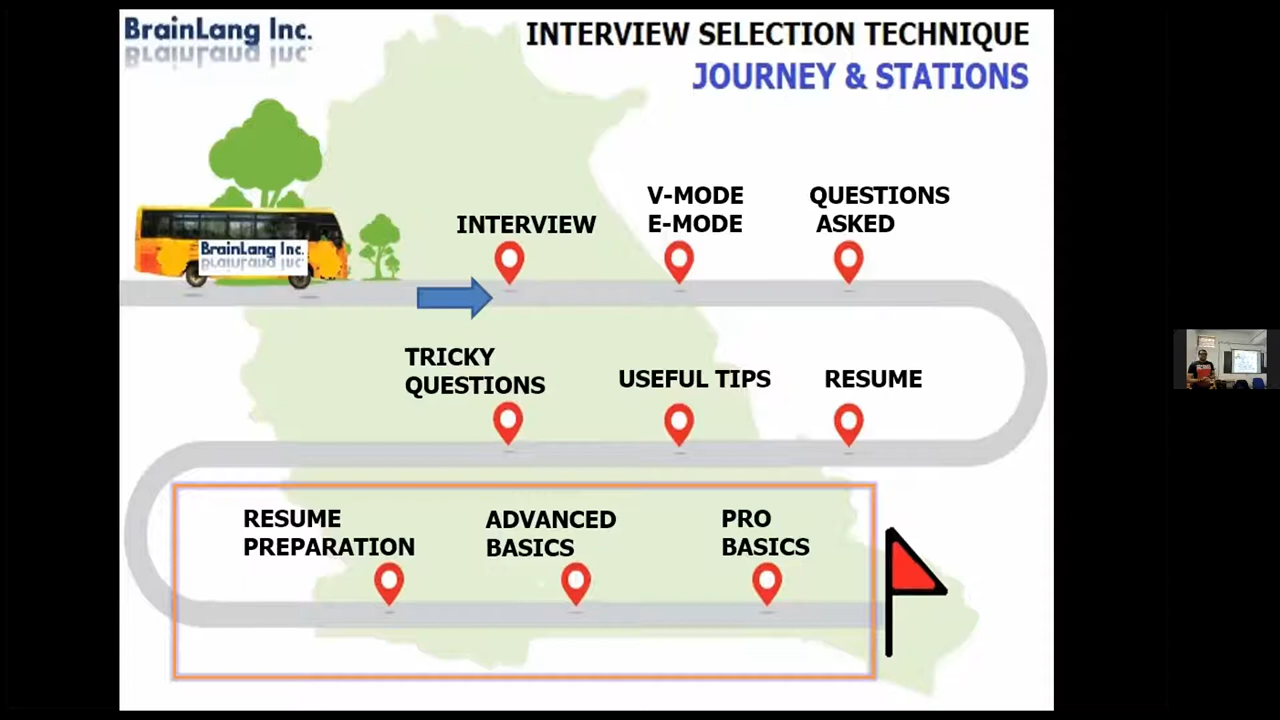 BrainLang Inc.
INTERVIEW SELECTION TECHNIQUE
JOURNEY & STATIONS
BrainLang Inc.
INTERVIEW
V-MODE
E-MODE
QUESTIONS
ASKED
TRICKY
QUESTIONS
USEFUL TIPS
RESUME
RESUME
PREPARATION
ADVANCED
BASICS
PRO
BASICS